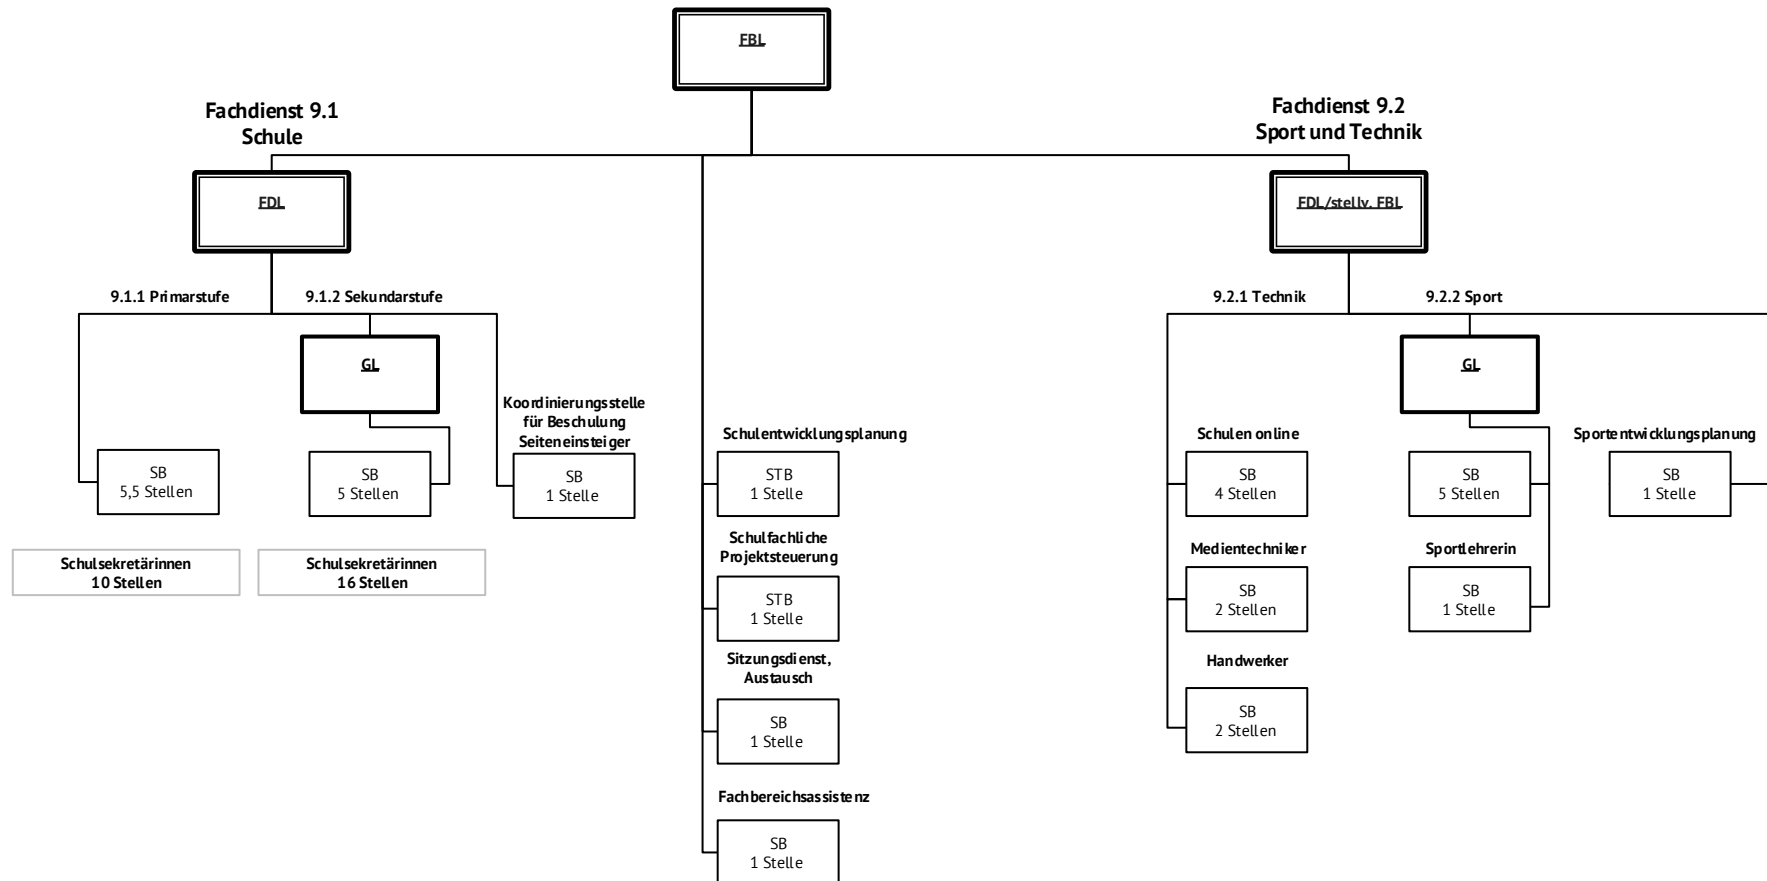 FBL
Fachdienst 9.1
Schule
Fachdienst 9.2
Sport und Technik
FDL
FDL/stellv. FBL
9.1.1 Primarstufe
9.1.2 Sekundarstufe
9.2.1 Technik
9.2.2 Sport
GL
GL
Koordinierungsstelle
für Beschulung
Seiteneinsteiger
Schulentwicklungsplanung
Schulen online
Sportentwicklungsplanung
SB
5,5 Stellen
SB
5 Stellen
SB
1 Stelle
STB
1 Stelle
SB
4 Stellen
SB
5 Stellen
SB
1 Stelle
Schulsekretärinnen
10 Stellen
Schulsekretärinnen
16 Stellen
Schulfachliche
Projektsteuerung
Medientechniker
Sportlehrerin
STB
1 Stelle
SB
2 Stellen
SB
1 Stelle
Sitzungsdienst,
Austausch
Handwerker
SB
1 Stelle
SB
2 Stellen
Fachbereichsassistenz
SB
1 Stelle